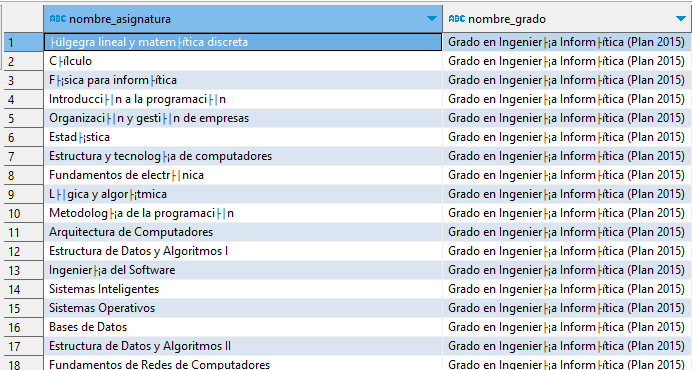 ABC nombre_asignatura ABC nombre_grado
1 ├ülgegra lineal y matem├ítica discreta Grado en Ingenier├¡a Inform├ítica (Plan 2015)
2 C├ílculo Grado en Ingenier├¡a Inform├ítica (Plan 2015)
3 F├¡sica para inform├ítica Grado en Ingenier├¡a Inform├ítica (Plan 2015)
4 Introducci├│n a la programaci├│n Grado en Ingenier├¡a Inform├ítica (Plan 2015)
5 Organizaci├│n y gesti├│n de empresas Grado en Ingenier├¡a Inform├ítica (Plan 2015)
6 Estad├¡stica Grado en Ingenier├¡a Inform├ítica (Plan 2015)
7 Estructura y tecnolog├¡a de computadores Grado en Ingenier├¡a Inform├ítica (Plan 2015)
8 Fundamentos de electr├│nica Grado en Ingenier├¡a Inform├ítica (Plan 2015)
9 L├│gica y algor├¡tmica Grado en Ingenier├¡a Inform├ítica (Plan 2015)
10 Metodolog├¡a de la programaci├│n Grado en Ingenier├¡a Inform├ítica (Plan 2015)
11 Arquitectura de Computadores Grado en Ingenier├¡a Inform├ítica (Plan 2015)
12 Estructura de Datos y Algoritmos I Grado en Ingenier├¡a Inform├ítica (Plan 2015)
13 Ingenier├¡a del Software Grado en Ingenier├¡a Inform├ítica (Plan 2015)
14 Sistemas Inteligentes Grado en Ingenier├¡a Inform├ítica (Plan 2015)
15 Sistemas Operativos Grado en Ingenier├¡a Inform├ítica (Plan 2015)
16 Bases de Datos Grado en Ingenier├¡a Inform├ítica (Plan 2015)
17 Estructura de Datos y Algoritmos II Grado en Ingenier├¡a Inform├ítica (Plan 2015)
18 Fundamentos de Redes de Computadores Grado en Ingenier├¡a Inform├ítica (Plan 2015)